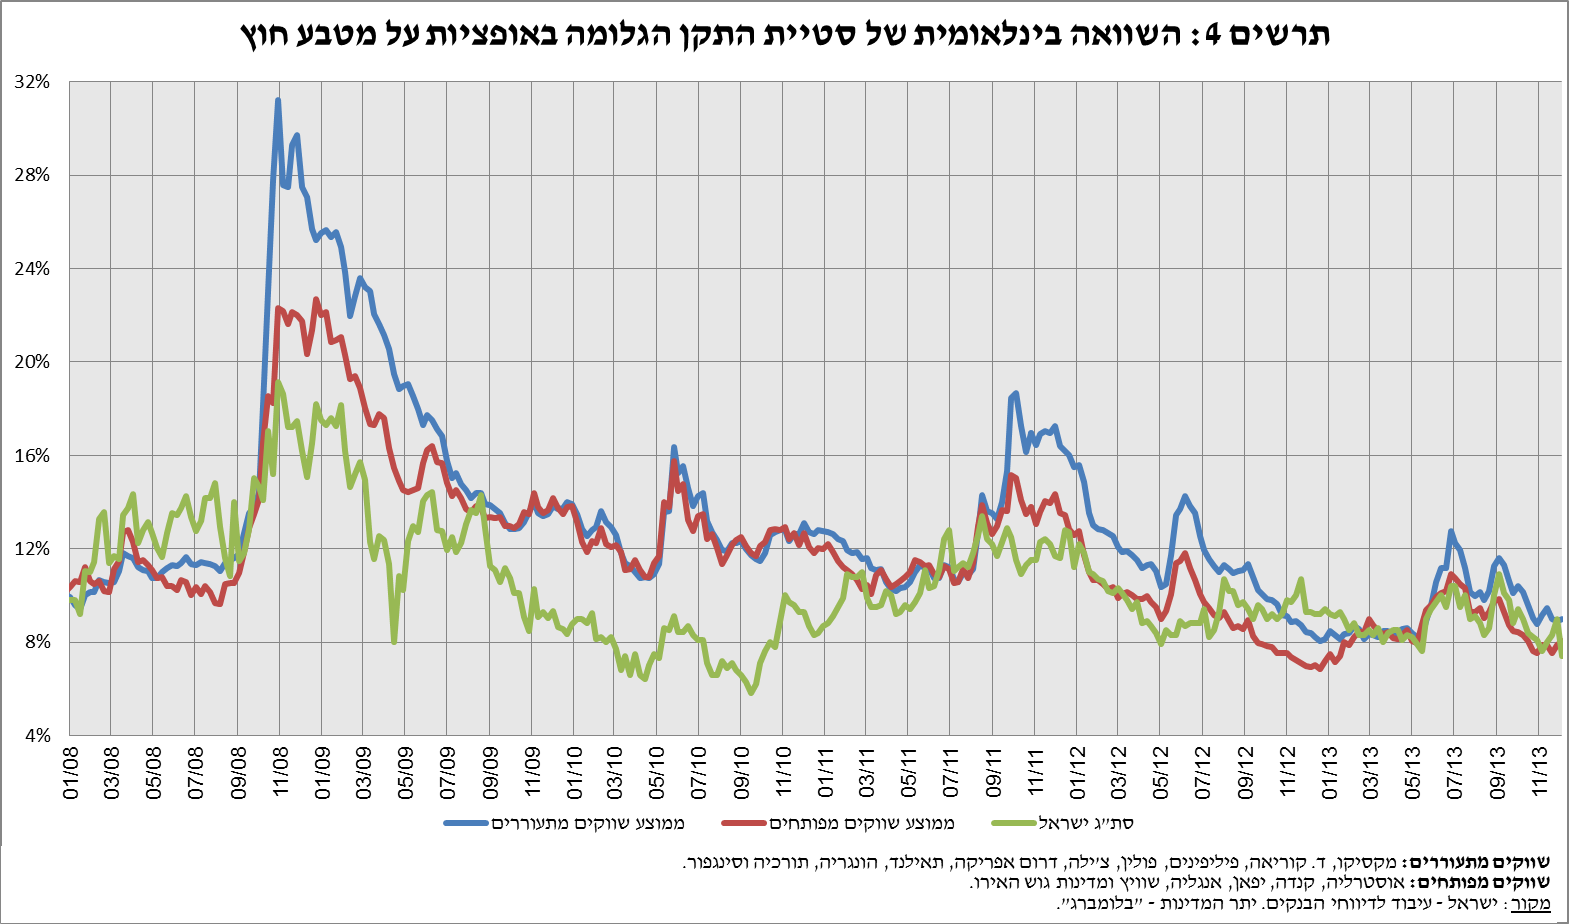 תרשים 4: השוואה בינלאומית של סטיית התקן הגלומה באופציות על מטבע חוץ
32%
28%
24%
20%
16%
12%
8%
4%
01/08 03/08 05/08 07/08 09/08 11/08 01/09 03/09 05/09 07/09 09/09 11/09 01/10 03/10 05/10 07/10 09/10 11/10 01/11 03/11 05/11 07/11 09/11 11/11 01/12 03/12 05/12 07/12 09/12 11/12 01/13 03/13 05/13 07/13 09/13 11/13
סת"ג ישראל ממוצע שווקים מפותחים ממוצע שווקים מתעוררים
שווקים מתעוררים: מקסיקו, ד. קוריאה, פיליפינים, פולין, צ'ילה, דרום אפריקה, תאילנד, הונגריה, תורכיה וסינגפור.
שווקים מפותחים: אוסטרליה, קנדה, יפאן, אנגליה, שוויץ ומדינות גוש האירו.
מקור: ישראל - עיבוד לדיווחי הבנקים. יתר המדינות - "בלומברג".